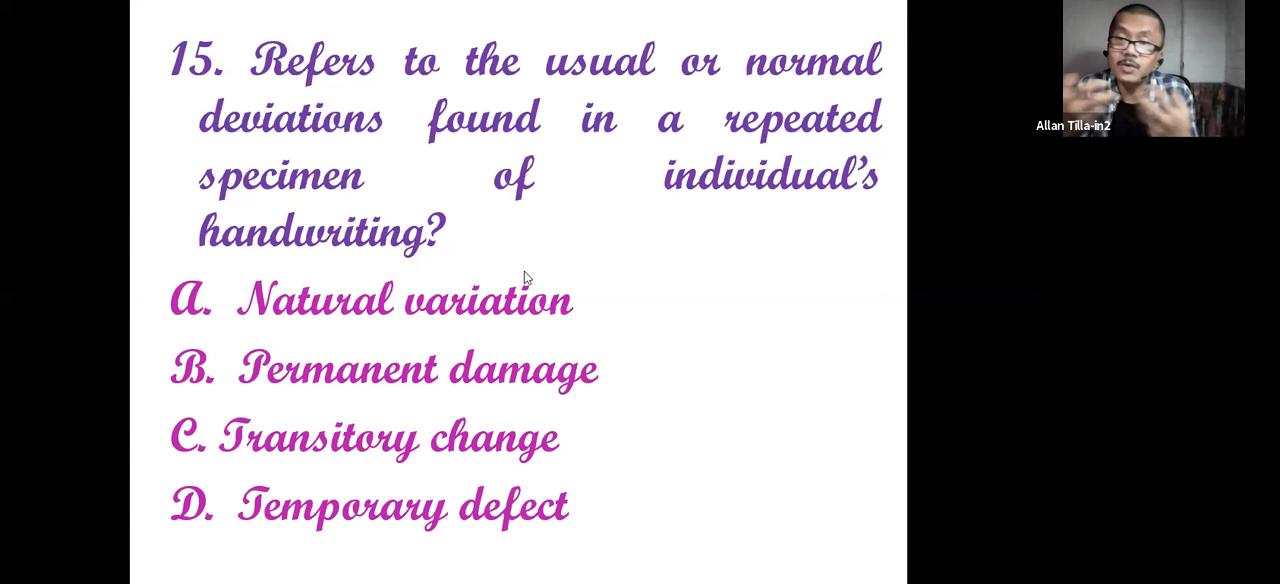 15. Refers to the usual or normal
deviations found in a repeated
specimen of individual's
handwriting?
A. Natural variation
B. Permanent damage
C. Transitory change
D. Temporary defect
Allan Tilla-in2